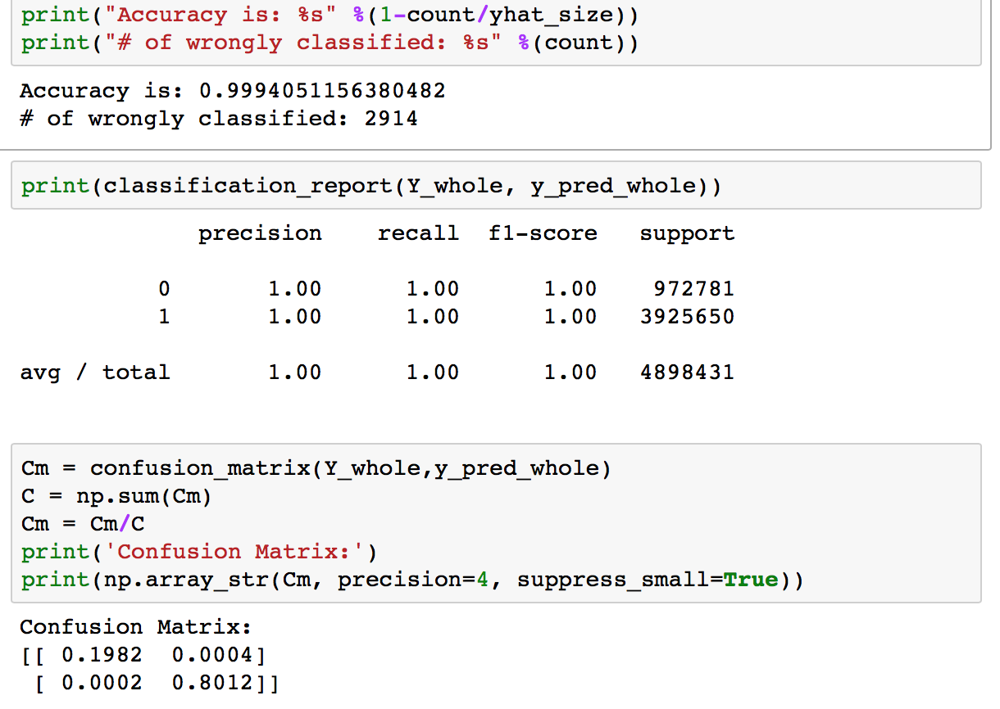 print("Accuracy is: %s" %(1-count/yhat_size))
print("# of wrongly classified: %s" %(count))
Accuracy is: 0.9994051156380482
# of wrongly classified: 2914
print(classification_report(Y_whole, y_pred_whole))
precision recall f1-score support
0 1.00 1.00 1.00 972781
1 1.00 1.00 1.00 3925650
avg / total 1.00 1.00 1.00 4898431
Cm = confusion_matrix(Y_whole,y_pred_whole)
C = np.sum(Cm)
Cm = Cm/C
print('Confusion Matrix:')
print(np.array_str(Cm, precision=4, suppress_small=True))
Confusion Matrix:
[[ 0.1982 0.0004]
[ 0.0002 0.8012]]